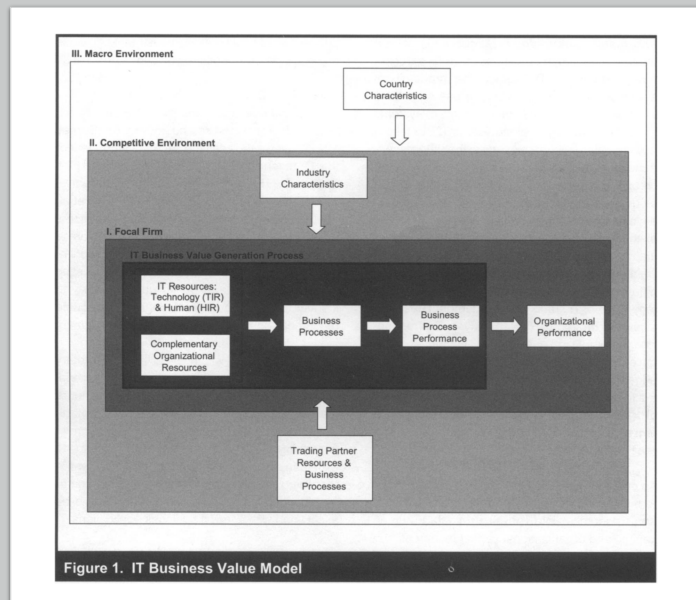 III. Macro Environment
Country
Characteristics
II. Competitive Environment
Industry
Characteristics
I. Focal Firm
IT Business Value Generation Process
IT Resources:
Technology (TIR)
& Human (HIR)
Business
Processes
Business
Process
Performance
Organizational
Performance
Complementary
Organizational
Resources
Trading Partner
Resources &
Business
Processes
Figure 1. IT Business Value Model